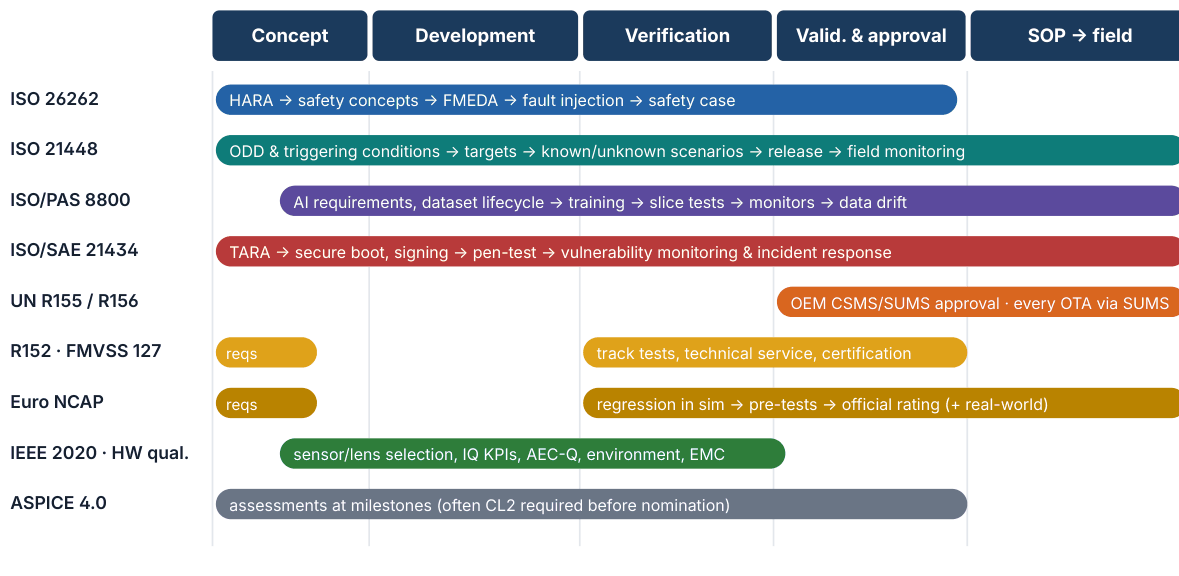 Concept
Development
Verification
Valid. & approval
SOP → field
ISO 26262
HARA → safety concepts → FMEDA → fault injection → safety case
ISO 21448
ODD & triggering conditions → targets → known/unknown scenarios → release → field monitoring
ISO/PAS 8800
AI requirements, dataset lifecycle → training → slice tests → monitors → data drift
ISO/SAE 21434
TARA → secure boot, signing → pen-test → vulnerability monitoring & incident response
UN R155 / R156
OEM CSMS/SUMS approval · every OTA via SUMS
R152 · FMVSS 127
reqs
track tests, technical service, certification
Euro NCAP
reqs
regression in sim → pre-tests → official rating (+ real-world)
IEEE 2020 · HW qual.
sensor/lens selection, IQ KPIs, AEC-Q, environment, EMC
ASPICE 4.0
assessments at milestones (often CL2 required before nomination)